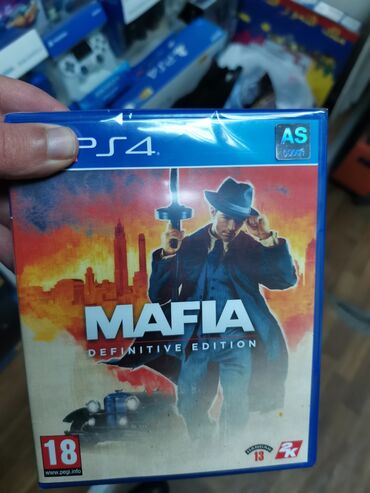 PS4
AS
MAFIA
DEFINITIVE EDITION
18
www.pegi.info
13
2K